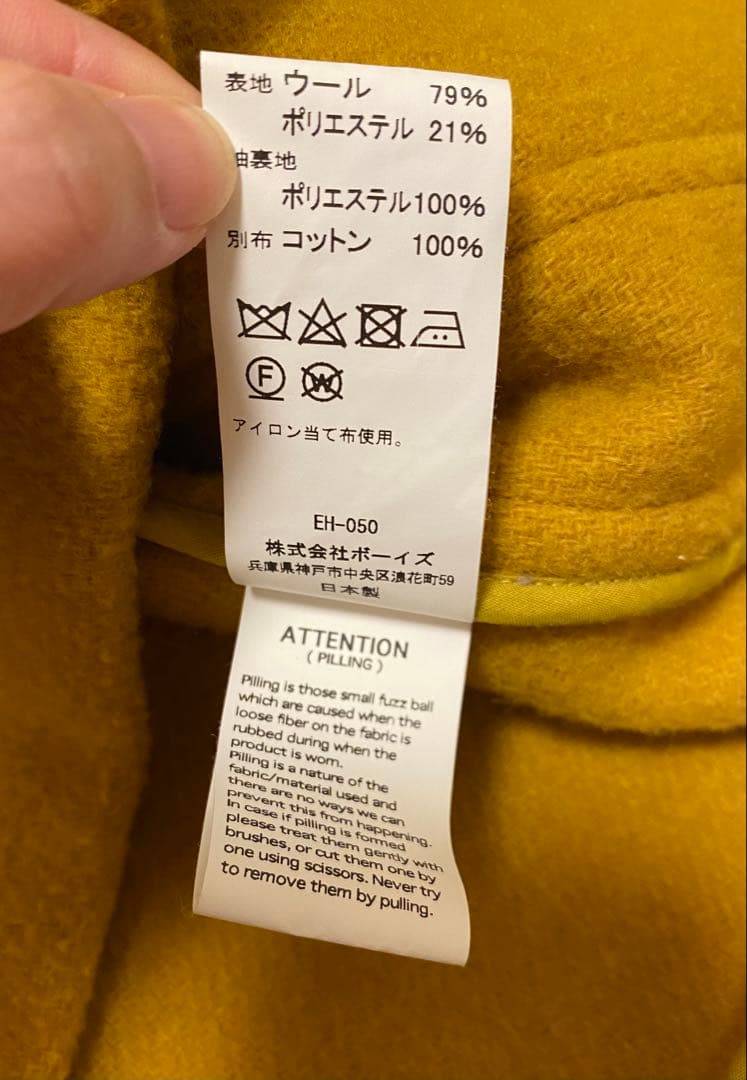 表地 ウール 79%
ポリエステル 21%
袖裏地
ポリエステル 100%
別布 コットン 100%
F
W
アイロン当て布使用。
EH-050
株式会社ボーイズ
兵庫県神戸市中央区浪花町59
日本製
ATTENTION
( PILLING )
Pilling is those small fuzz ball
which are caused when the
loose fiber on the fabric is
rubbed during when the
product is worn.
Pilling is a nature of the
fabric/material used and
there are no ways we can
prevent this from happening.
In case if pilling is formed
please treat them gently with
brushes, or cut them one by
one using scissors. Never try
to remove them by pulling.